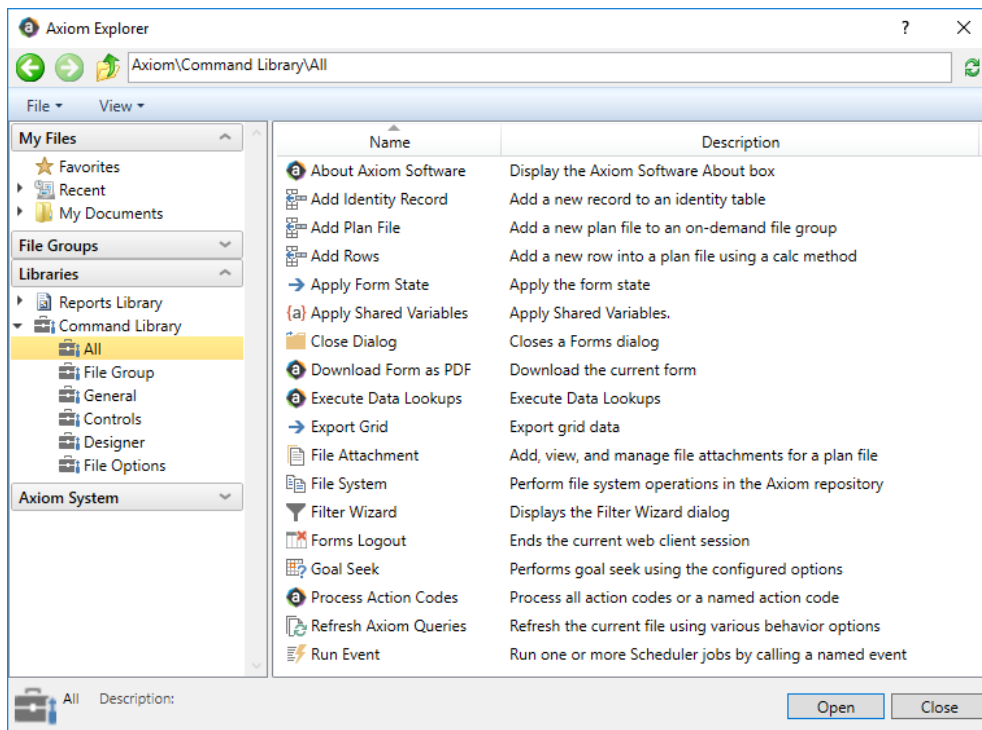 Axiom Explorer
?
Axiom\Command Library\All
File View
My Files
Favorites
Recent
My Documents
File Groups
Libraries
Reports Library
Command Library
All
File Group
General
Controls
Designer
File Options
Axiom System
Name Description
About Axiom Software Display the Axiom Software About box
Add Identity Record Add a new record to an identity table
Add Plan File Add a new plan file to an on-demand file group
Add Rows Add a new row into a plan file using a calc method
Apply Form State Apply the form state
{a} Apply Shared Variables Apply Shared Variables.
Close Dialog Closes a Forms dialog
Download Form as PDF Download the current form
Execute Data Lookups Execute Data Lookups
Export Grid Export grid data
File Attachment Add, view, and manage file attachments for a plan file
File System Perform file system operations in the Axiom repository
Filter Wizard Displays the Filter Wizard dialog
Forms Logout Ends the current web client session
Goal Seek Performs goal seek using the configured options
Process Action Codes Process all action codes or a named action code
Refresh Axiom Queries Refresh the current file using various behavior options
Run Event Run one or more Scheduler jobs by calling a named event
All Description:
Open Close